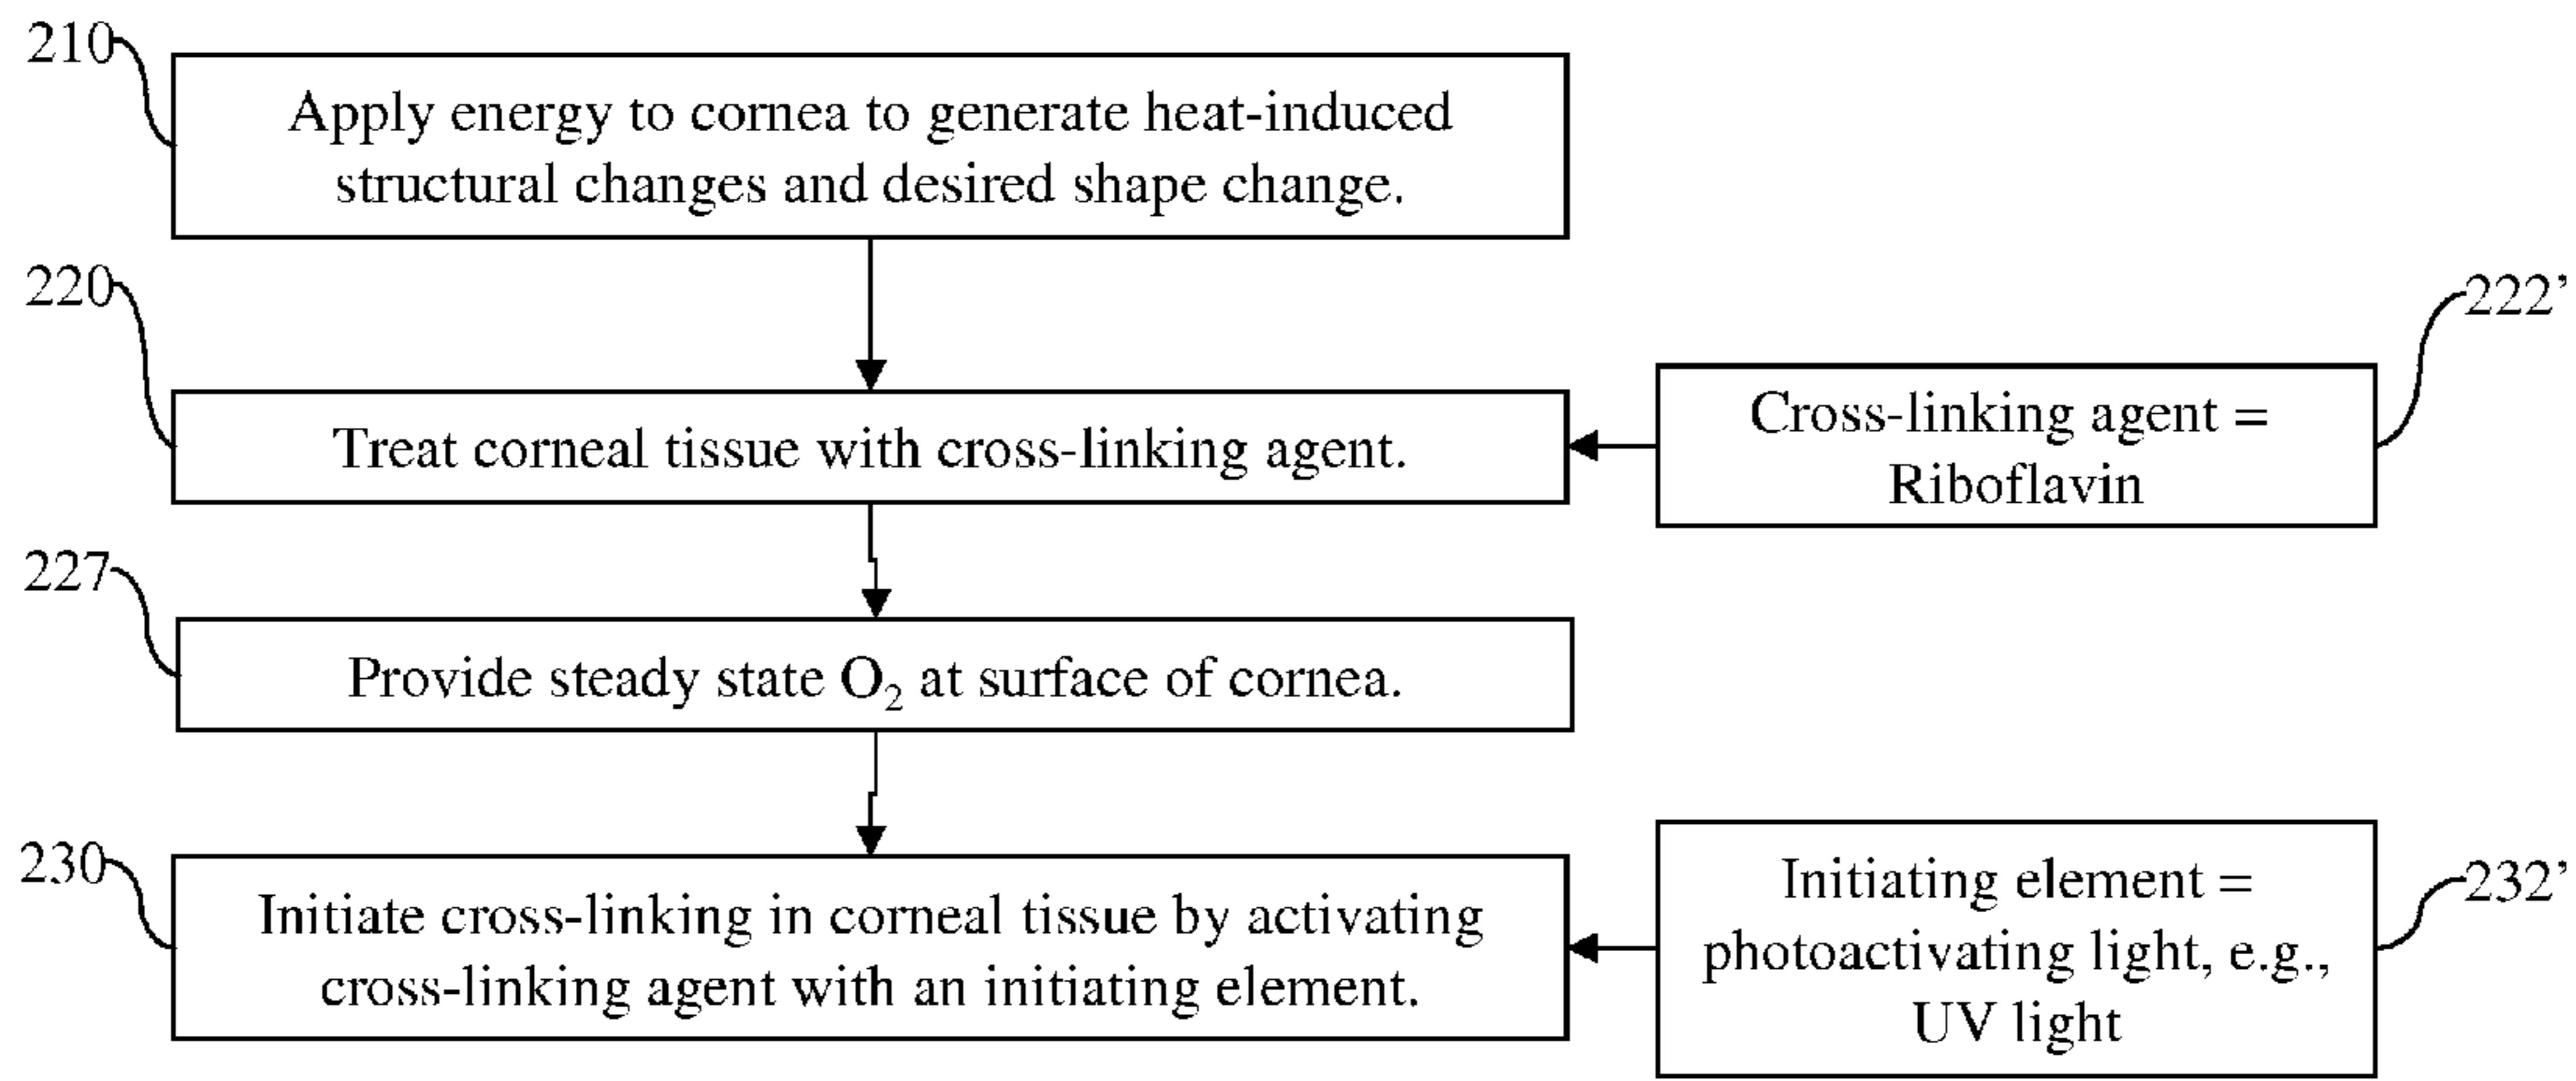 210
Apply energy to cornea to generate heat-induced
structural changes and desired shape change.
220
Treat corneal tissue with cross-linking agent.
222’
Cross-linking agent =
Riboflavin
227
Provide steady state O₂ at surface of cornea.
230
Initiate cross-linking in corneal tissue by activating
cross-linking agent with an initiating element.
232’
Initiating element =
photoactivating light, e.g.,
UV light